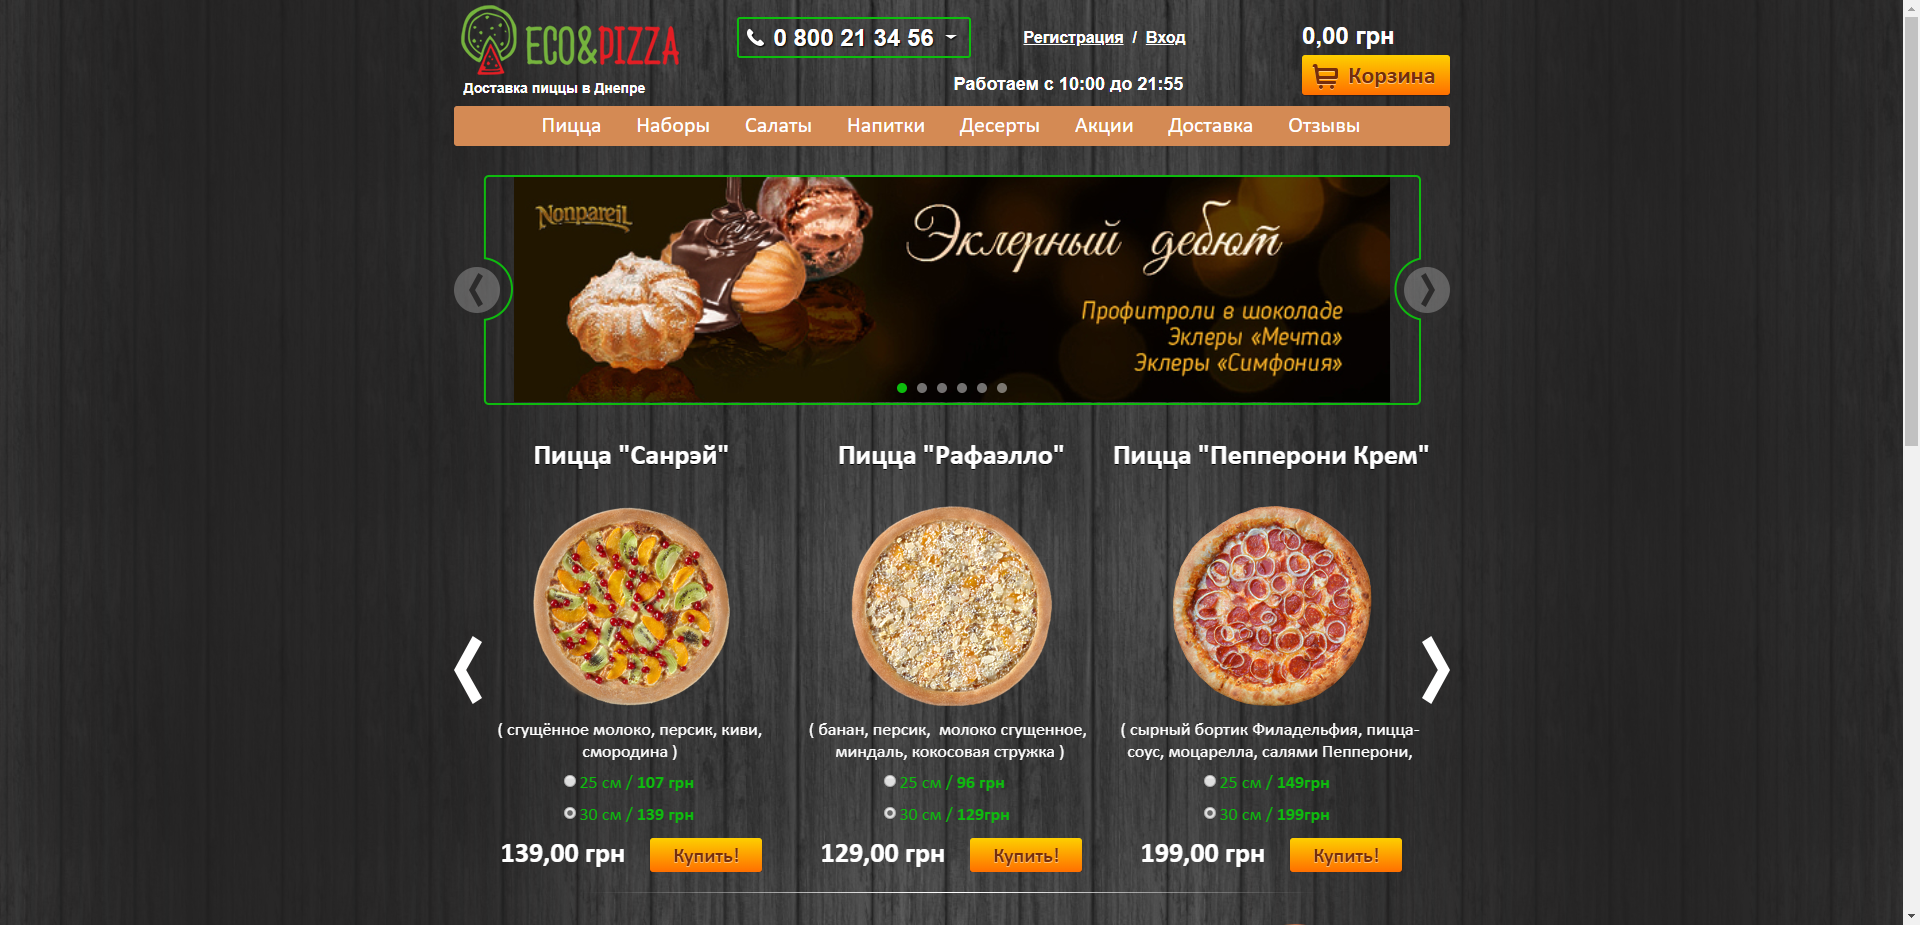 ECO&PIZZA
Доставка пиццы в Днепре
0 800 21 34 56
Регистрация / Вход
Работаем с 10:00 до 21:55
0,00 грн
Корзина
Пицца Наборы Салаты Напитки Десерты Акции Доставка Отзывы
Nonpareil
Эклерный дебют
Профитроли в шоколаде
Эклеры «Мечта»
Эклеры «Симфония»
Пицца "Санрэй"
( сгущённое молоко, персик, киви,
смородина )
25 см / 107 грн
30 см / 139 грн
139,00 грн Купить!
Пицца "Рафаэлло"
( банан, персик, молоко сгущенное,
миндаль, кокосовая стружка )
25 см / 96 грн
30 см / 129грн
129,00 грн Купить!
Пицца "Пепперони Крем"
( сырный бортик Филадельфия, пицца-
соус, моцарелла, салями Пепперони,
25 см / 149грн
30 см / 199грн
199,00 грн Купить!